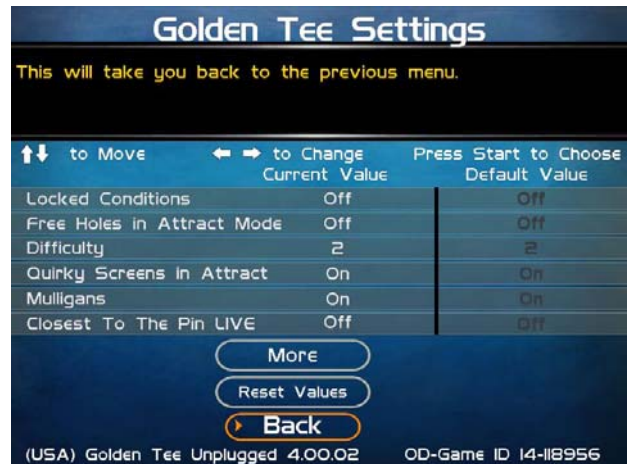 Golden Tee Settings
This will take you back to the previous menu.
to Move to Change Press Start to Choose
Current Value Default Value
Locked Conditions Off Off
Free Holes in Attract Mode Off Off
Difficulty 2 2
Quirky Screens in Attract On On
Mulligans On On
Closest To The Pin LIVE Off Off
More
Reset Values
Back
(USA) Golden Tee Unplugged 4.00.02 OD-Game ID 14-118956